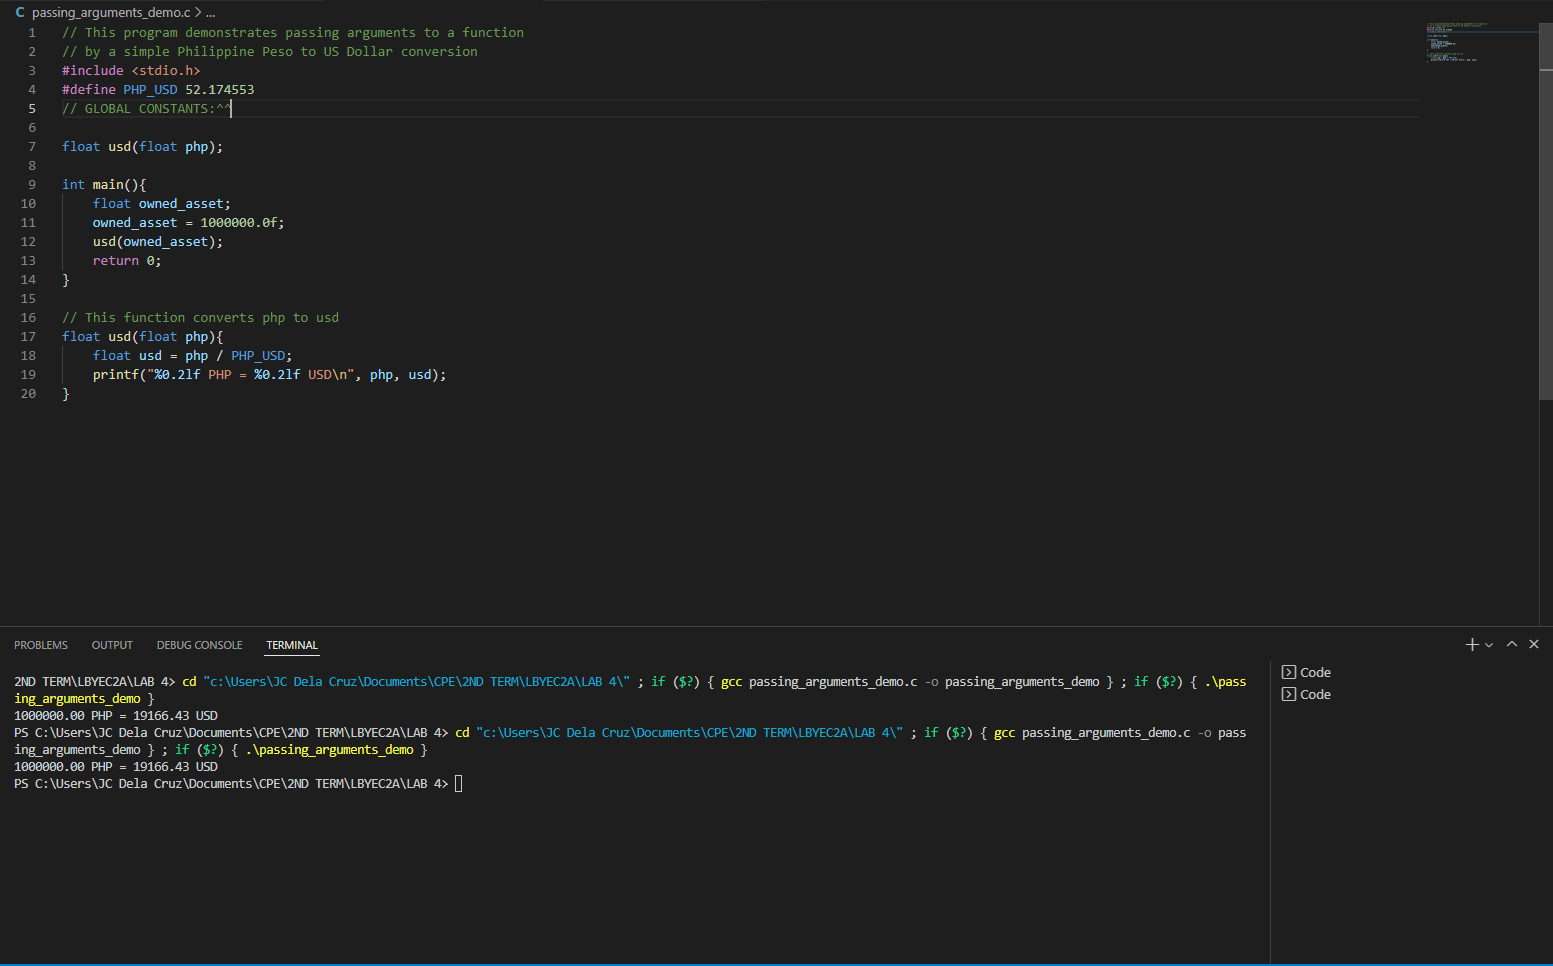 C passing_arguments_demo.c > ...
1 // This program demonstrates passing arguments to a function
2 // by a simple Philippine Peso to US Dollar conversion
3 #include <stdio.h>
4 #define PHP_USD 52.174553
5 // GLOBAL CONSTANTS:^^
6
7 float usd(float php);
8
9 int main(){
10     float owned_asset;
11     owned_asset = 1000000.0f;
12     usd(owned_asset);
13     return 0;
14 }
15
16 // This function converts php to usd
17 float usd(float php){
18     float usd = php / PHP_USD;
19     printf("%0.2lf PHP = %0.2lf USD\n", php, usd);
20 }
PROBLEMS OUTPUT DEBUG CONSOLE TERMINAL
2ND TERM\LBYEC2A\LAB 4> cd "c:\Users\JC Dela Cruz\Documents\CPE\2ND TERM\LBYEC2A\LAB 4\" ; if ($?) { gcc passing_arguments_demo.c -o passing_arguments_demo } ; if ($?) { .\pass
ing_arguments_demo }
1000000.00 PHP = 19166.43 USD
PS C:\Users\JC Dela Cruz\Documents\CPE\2ND TERM\LBYEC2A\LAB 4> cd "c:\Users\JC Dela Cruz\Documents\CPE\2ND TERM\LBYEC2A\LAB 4\" ; if ($?) { gcc passing_arguments_demo.c -o pass
ing_arguments_demo } ; if ($?) { .\passing_arguments_demo }
1000000.00 PHP = 19166.43 USD
PS C:\Users\JC Dela Cruz\Documents\CPE\2ND TERM\LBYEC2A\LAB 4>
Code
Code